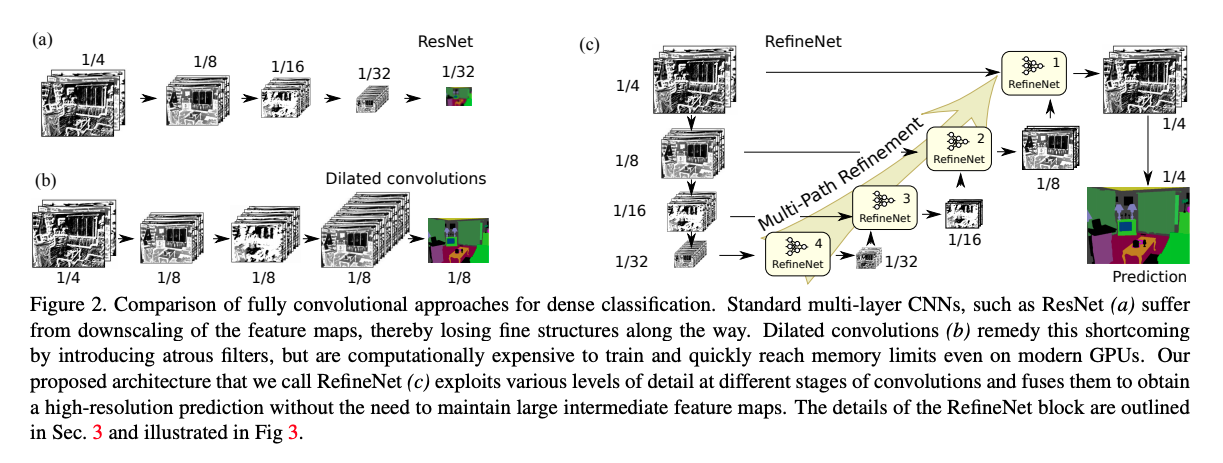 (a)
ResNet
1/4
1/8
1/16
1/32
1/32
(b)
Dilated convolutions
1/4
1/8
1/8
1/8
1/8
(c)
RefineNet
1/4
1/8
1/16
1/32
Multi-Path Refinement
4
RefineNet
1/32
3
RefineNet
1/16
2
RefineNet
1/8
1
RefineNet
1/4
1/4
Prediction
Figure 2. Comparison of fully convolutional approaches for dense classification. Standard multi-layer CNNs, such as ResNet (a) suffer
from downscaling of the feature maps, thereby losing fine structures along the way. Dilated convolutions (b) remedy this shortcoming
by introducing atrous filters, but are computationally expensive to train and quickly reach memory limits even on modern GPUs. Our
proposed architecture that we call RefineNet (c) exploits various levels of detail at different stages of convolutions and fuses them to obtain
a high-resolution prediction without the need to maintain large intermediate feature maps. The details of the RefineNet block are outlined
in Sec. 3 and illustrated in Fig 3.